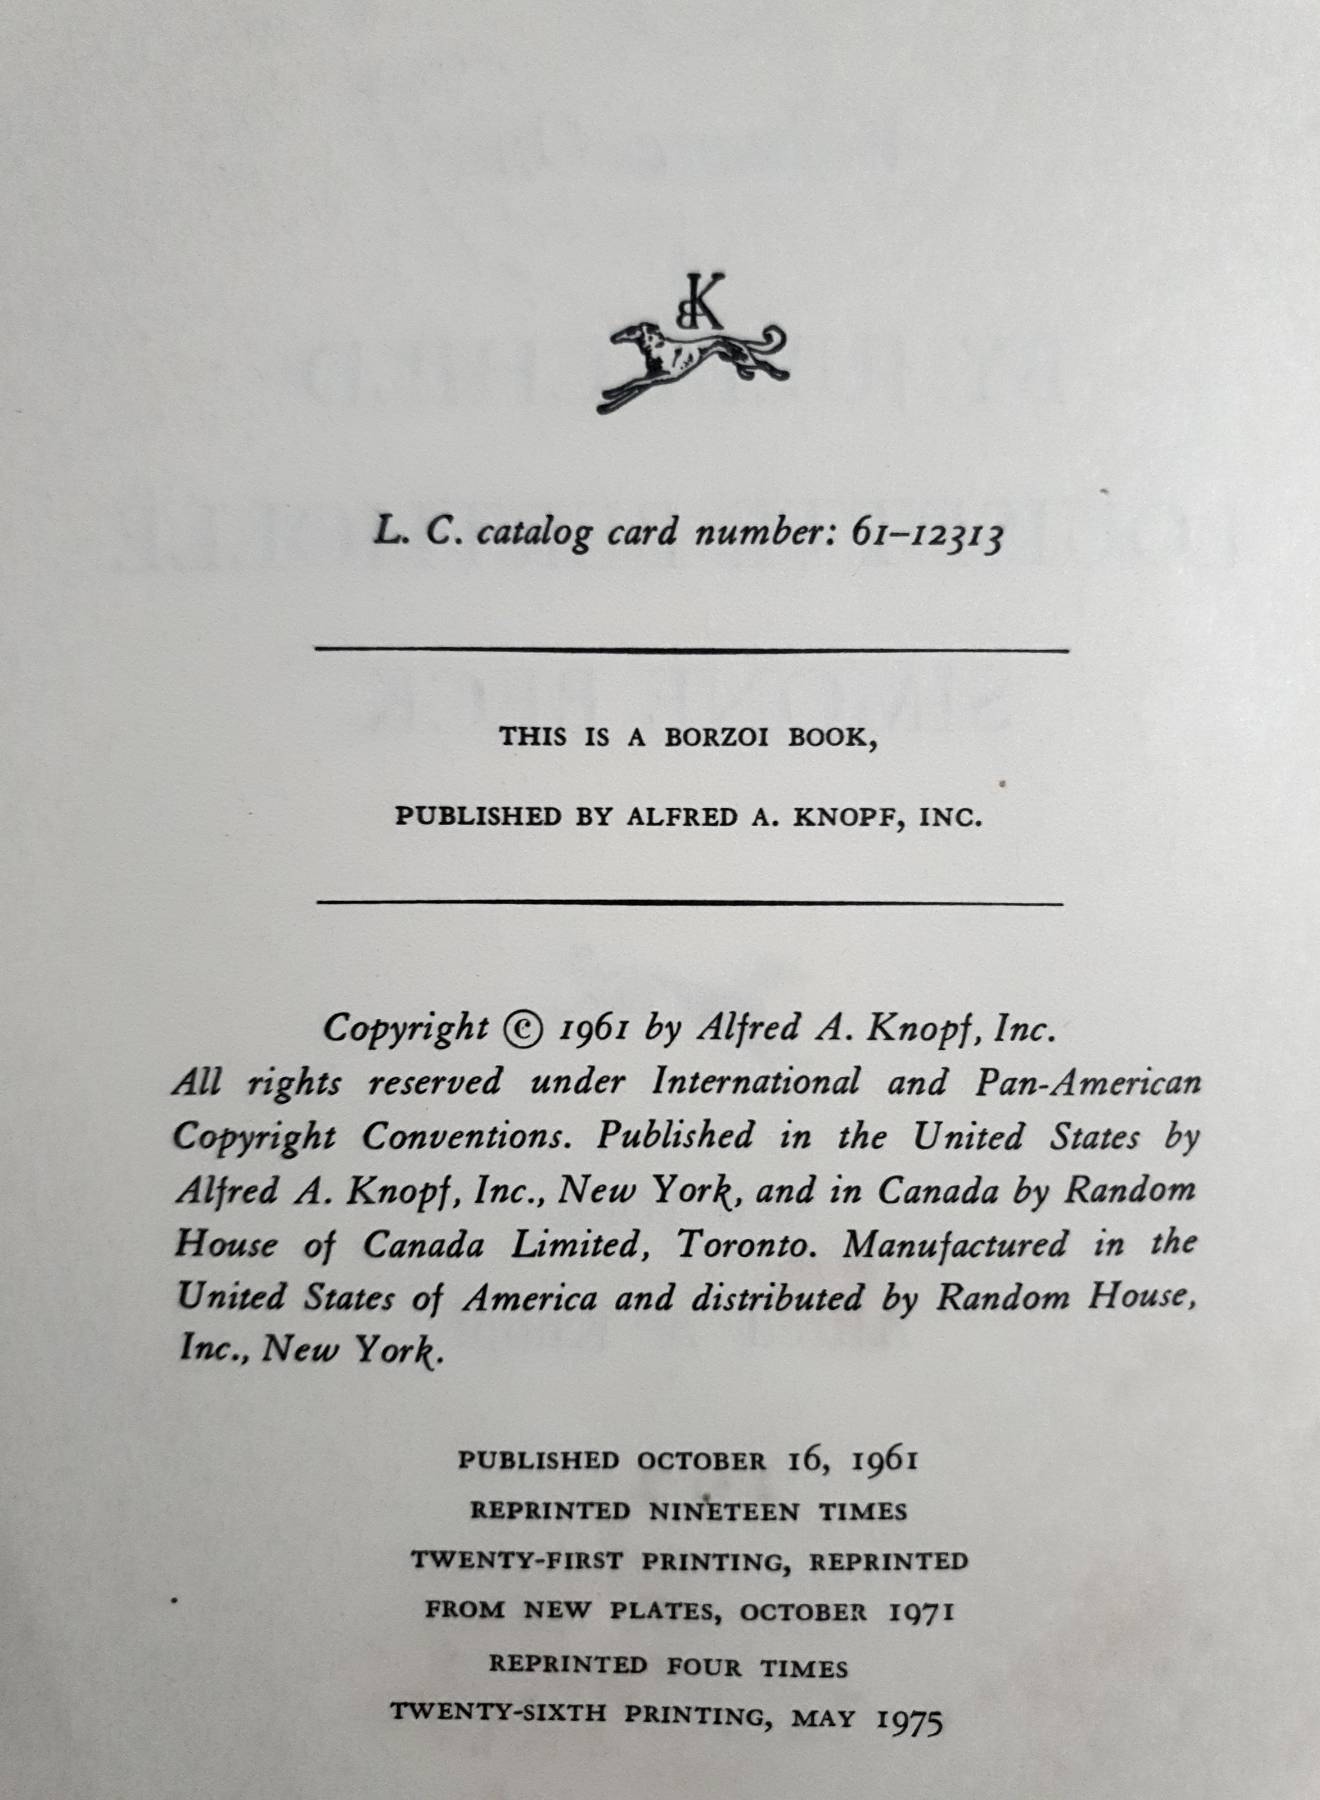 BK
L. C. catalog card number: 61–12313
THIS IS A BORZOI BOOK,
PUBLISHED BY ALFRED A. KNOPF, INC.
Copyright © 1961 by Alfred A. Knopf, Inc.
All rights reserved under International and Pan-American
Copyright Conventions. Published in the United States by
Alfred A. Knopf, Inc., New York, and in Canada by Random
House of Canada Limited, Toronto. Manufactured in the
United States of America and distributed by Random House,
Inc., New York.
PUBLISHED OCTOBER 16, 1961
REPRINTED NINETEEN TIMES
TWENTY-FIRST PRINTING, REPRINTED
FROM NEW PLATES, OCTOBER 1971
REPRINTED FOUR TIMES
TWENTY-SIXTH PRINTING, MAY 1975